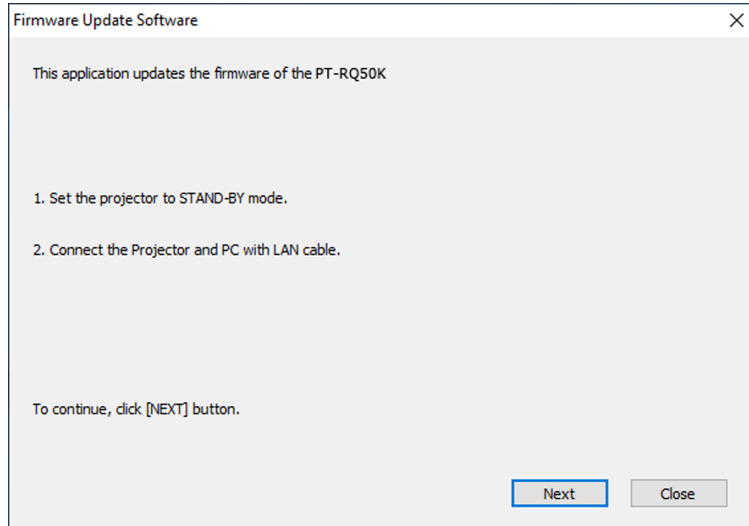 Firmware Update Software
This application updates the firmware of the PT-RQ50K
1. Set the projector to STAND-BY mode.
2. Connect the Projector and PC with LAN cable.
To continue, click [NEXT] button.
Next
Close